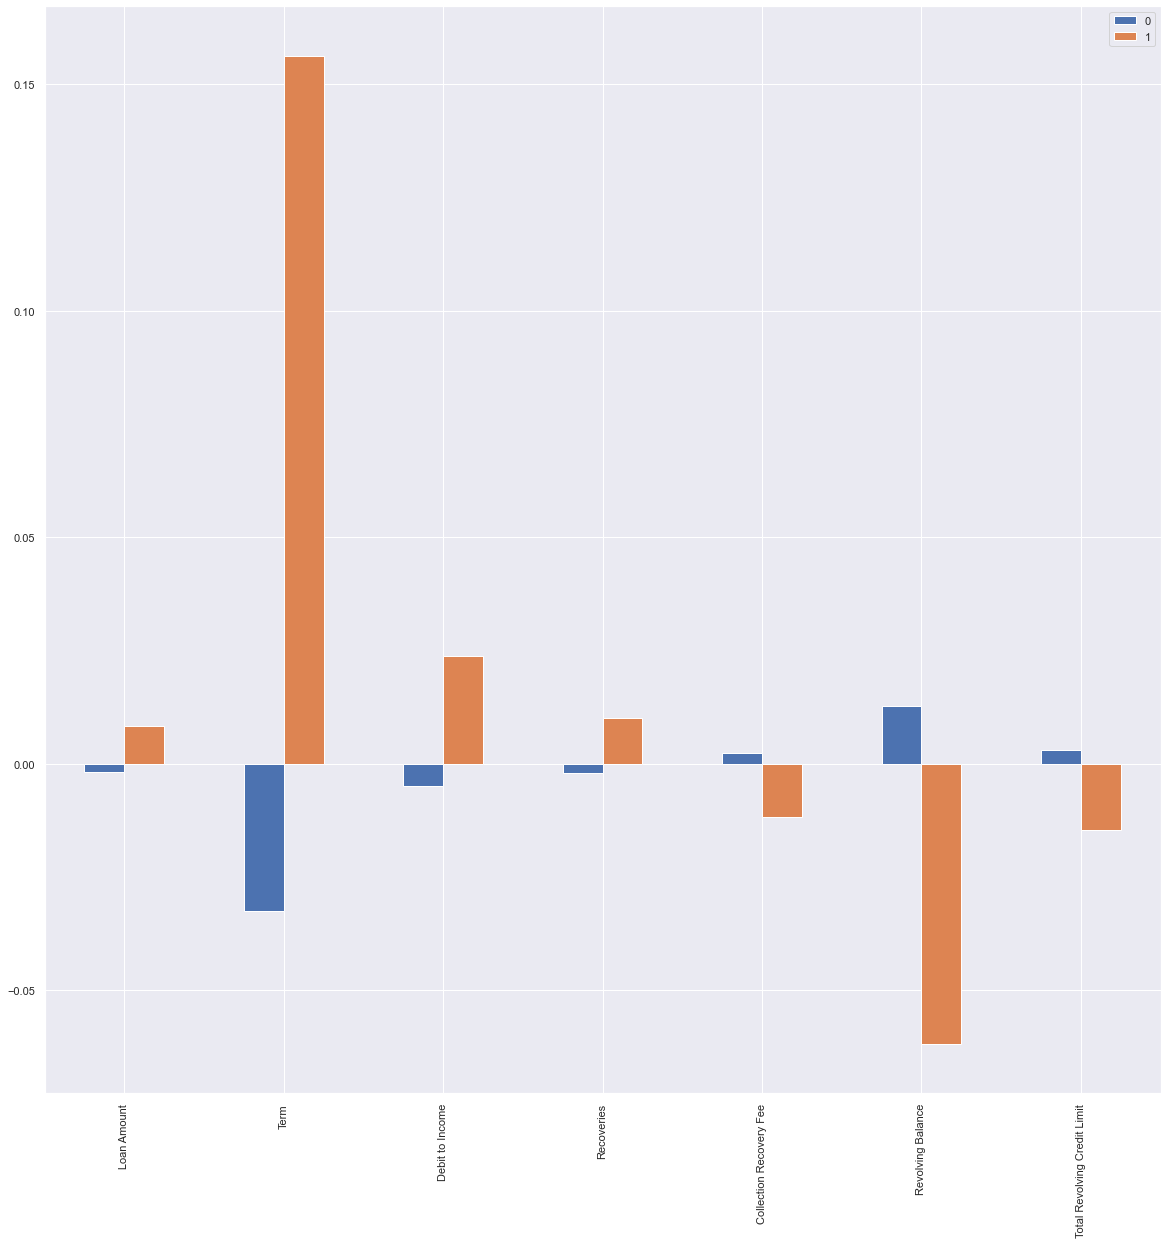 0
1
0.15
0.10
0.05
0.00
−0.05
Loan Amount
Term
Debit to Income
Recoveries
Collection Recovery Fee
Revolving Balance
Total Revolving Credit Limit